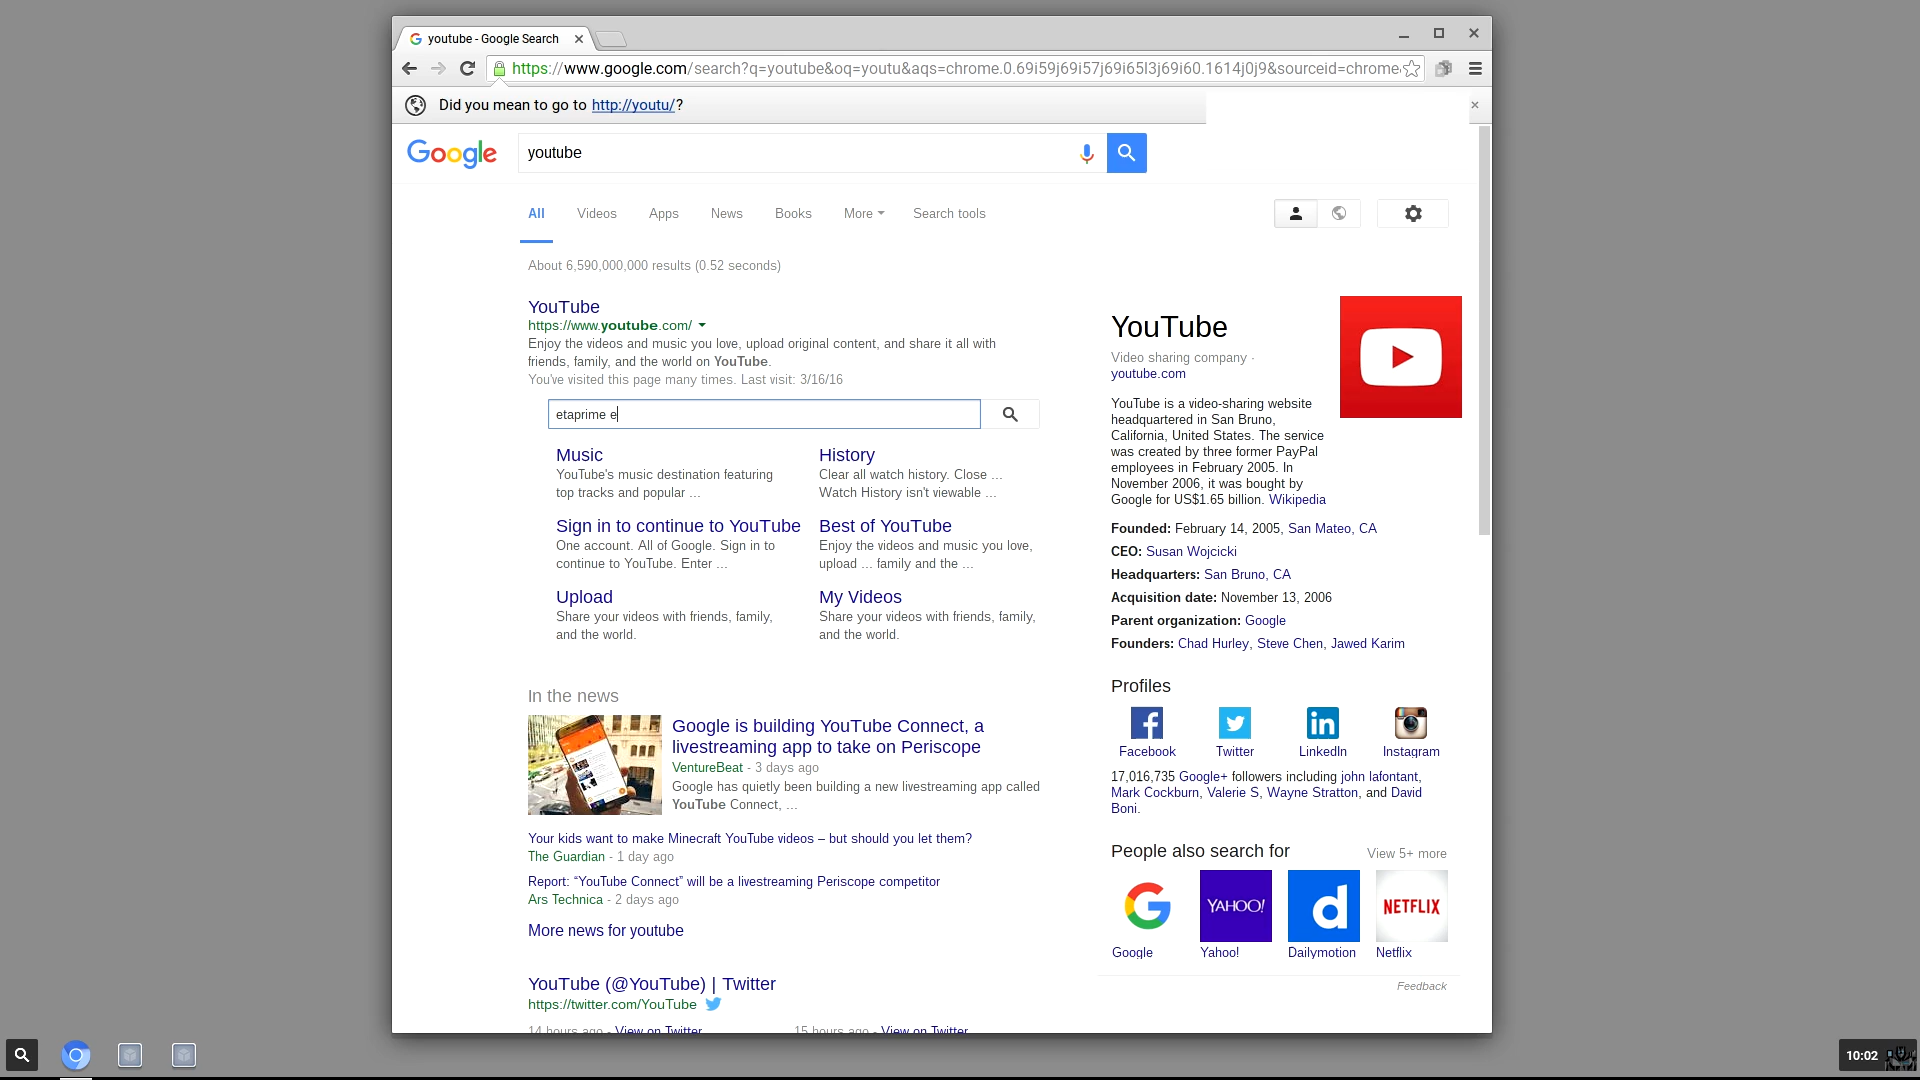 youtube - Google Search
https://www.google.com/search?q=youtube&oq=youtu&aqs=chrome.0.69i59j69i57j69i65l3j69i60.1614j0j9&sourceid=chrome
Did you mean to go to http://youtu/?
Google
youtube
All Videos Apps News Books More Search tools
About 6,590,000,000 results (0.52 seconds)
YouTube
https://www.youtube.com/
Enjoy the videos and music you love, upload original content, and share it all with
friends, family, and the world on YouTube.
You've visited this page many times. Last visit: 3/16/16
etaprime e
Music
YouTube's music destination featuring
top tracks and popular ...
History
Clear all watch history. Close ...
Watch History isn't viewable ...
Sign in to continue to YouTube
One account. All of Google. Sign in to
continue to YouTube. Enter ...
Best of YouTube
Enjoy the videos and music you love,
upload ... family and the ...
Upload
Share your videos with friends, family,
and the world.
My Videos
Share your videos with friends, family,
and the world.
In the news
Google is building YouTube Connect, a
livestreaming app to take on Periscope
VentureBeat - 3 days ago
Google has quietly been building a new livestreaming app called
YouTube Connect, ...
Your kids want to make Minecraft YouTube videos – but should you let them?
The Guardian - 1 day ago
Report: “YouTube Connect” will be a livestreaming Periscope competitor
Ars Technica - 2 days ago
More news for youtube
YouTube (@YouTube) | Twitter
https://twitter.com/YouTube
14 hours ago - View on Twitter
15 hours ago - View on Twitter
YouTube
Video sharing company ·
youtube.com
YouTube is a video-sharing website
headquartered in San Bruno,
California, United States. The service
was created by three former PayPal
employees in February 2005. In
November 2006, it was bought by
Google for US$1.65 billion. Wikipedia
Founded: February 14, 2005, San Mateo, CA
CEO: Susan Wojcicki
Headquarters: San Bruno, CA
Acquisition date: November 13, 2006
Parent organization: Google
Founders: Chad Hurley, Steve Chen, Jawed Karim
Profiles
Facebook Twitter LinkedIn Instagram
17,016,735 Google+ followers including john lafontant,
Mark Cockburn, Valerie S, Wayne Stratton, and David
Boni.
People also search for
View 5+ more
YAHOO!
NETFLIX
Google Yahoo! Dailymotion Netflix
Feedback
10:02